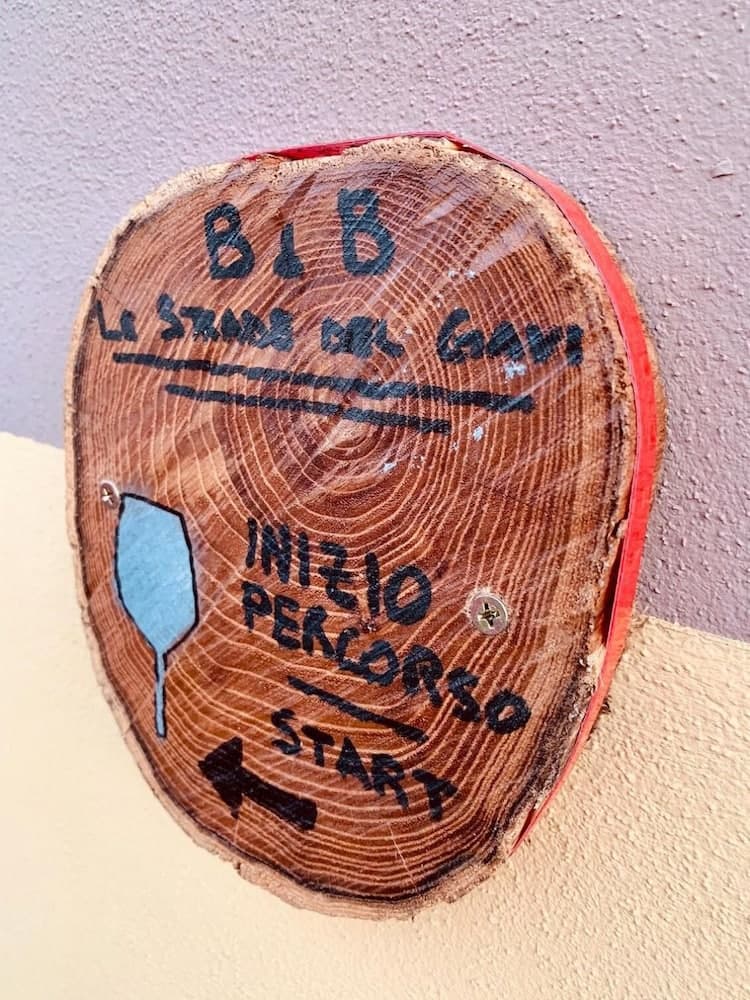 B & B
Le STRADE DEL GAVI
INIZIO
PERCORSO
START